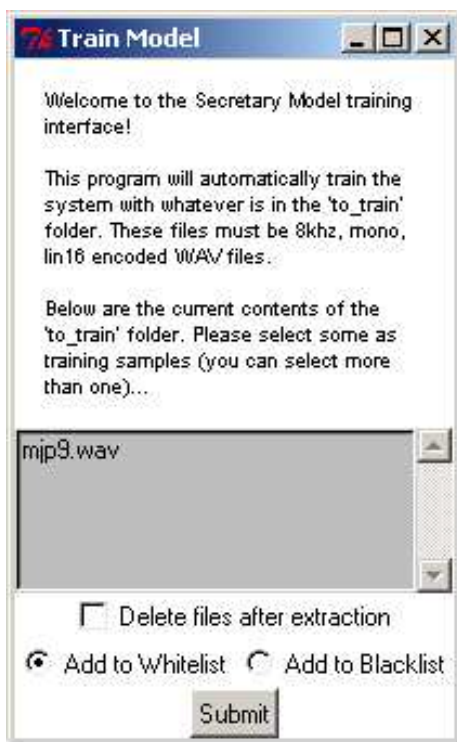 Train Model
Welcome to the Secretary Model training
interface!
This program will automatically train the
system with whatever is in the 'to_train'
folder. These files must be 8khz, mono,
lin16 encoded WAV files.
Below are the current contents of the
'to_train' folder. Please select some as
training samples (you can select more
than one)...
mjp9.wav
Delete files after extraction
Add to Whitelist Add to Blacklist
Submit